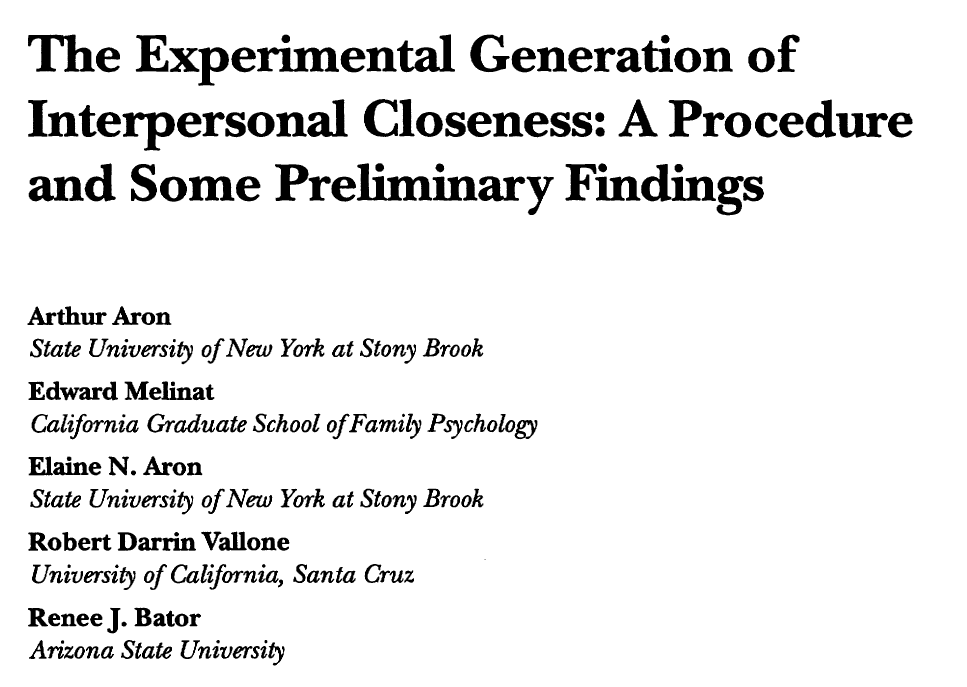 The Experimental Generation of
Interpersonal Closeness: A Procedure
and Some Preliminary Findings
Arthur Aron
State University of New York at Stony Brook
Edward Melinat
California Graduate School of Family Psychology
Elaine N. Aron
State University of New York at Stony Brook
Robert Darrin Vallone
University of California, Santa Cruz
Renee J. Bator
Arizona State University